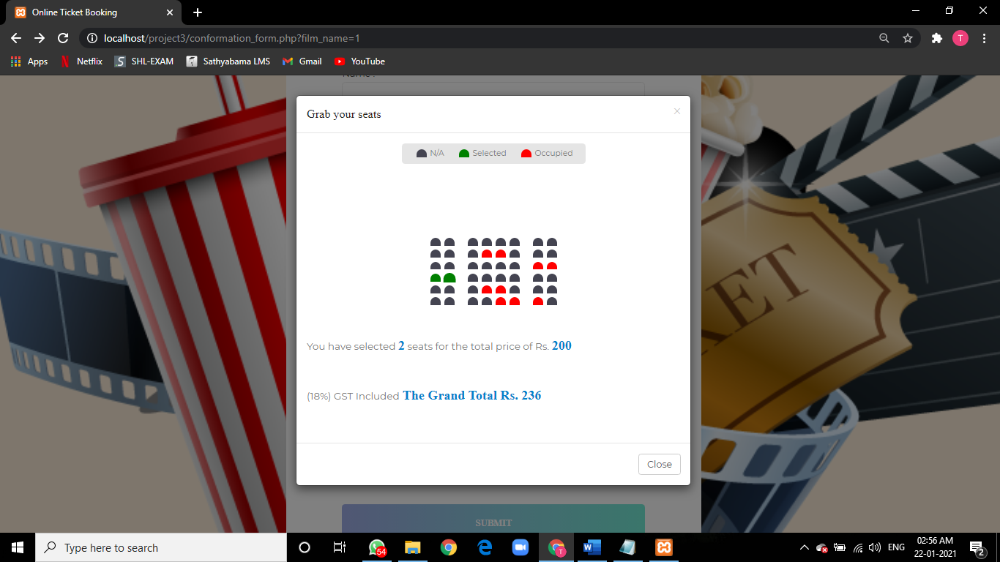 Online Ticket Booking
localhost/project3/conformation_form.php?film_name=1
T
Apps Netflix SHL-EXAM Sathyabama LMS Gmail YouTube
Name :
Grab your seats ×
N/A Selected Occupied
You have selected 2 seats for the total price of Rs. 200
(18%) GST Included The Grand Total Rs. 236
Close
SUBMIT
Type here to search
54
T
ENG
02:56 AM
22-01-2021
2